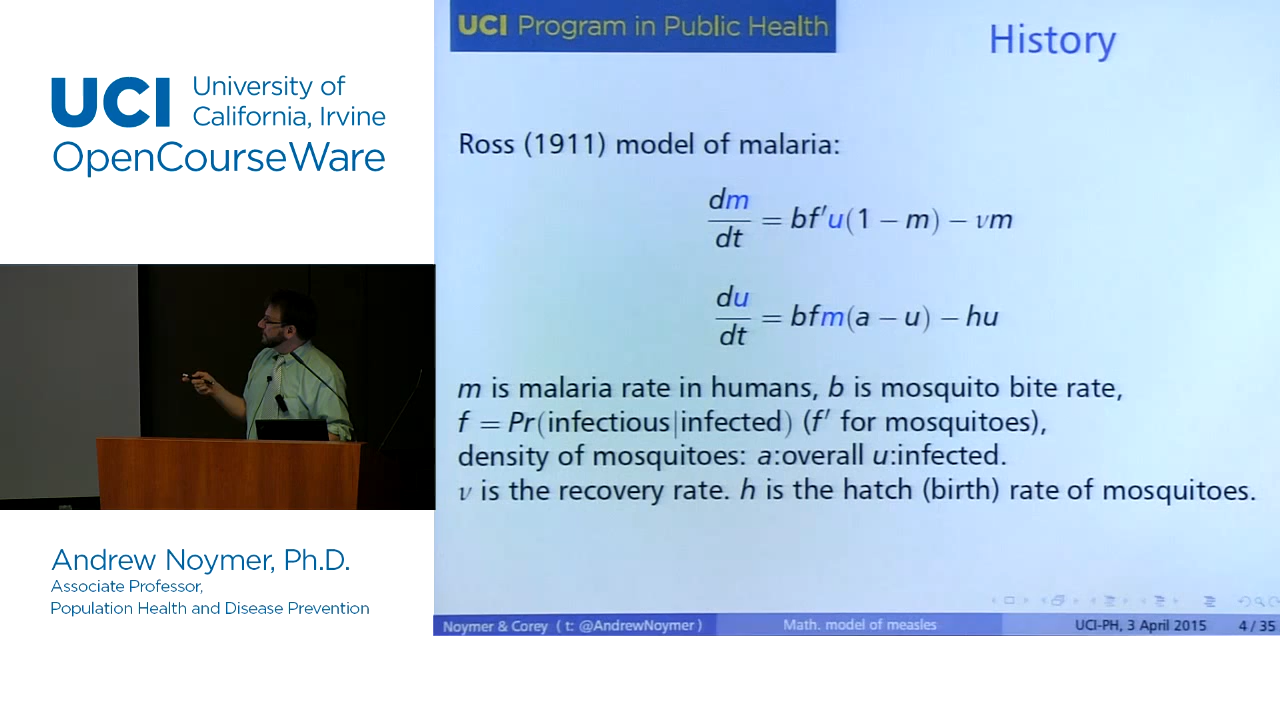 UCI University of
California, Irvine
OpenCourseWare
Andrew Noymer, Ph.D.
Associate Professor,
Population Health and Disease Prevention
UCI Program in Public Health
History
Ross (1911) model of malaria:
dm/dt = bf′u(1 − m) − νm
du/dt = bfm(a − u) − hu
m is malaria rate in humans, b is mosquito bite rate,
f = Pr(infectious|infected) (f′ for mosquitoes),
density of mosquitoes: a:overall u:infected.
ν is the recovery rate. h is the hatch (birth) rate of mosquitoes.
Noymer & Corey ( t: @AndrewNoymer ) Math. model of measles UCI-PH, 3 April 2015 4 / 35